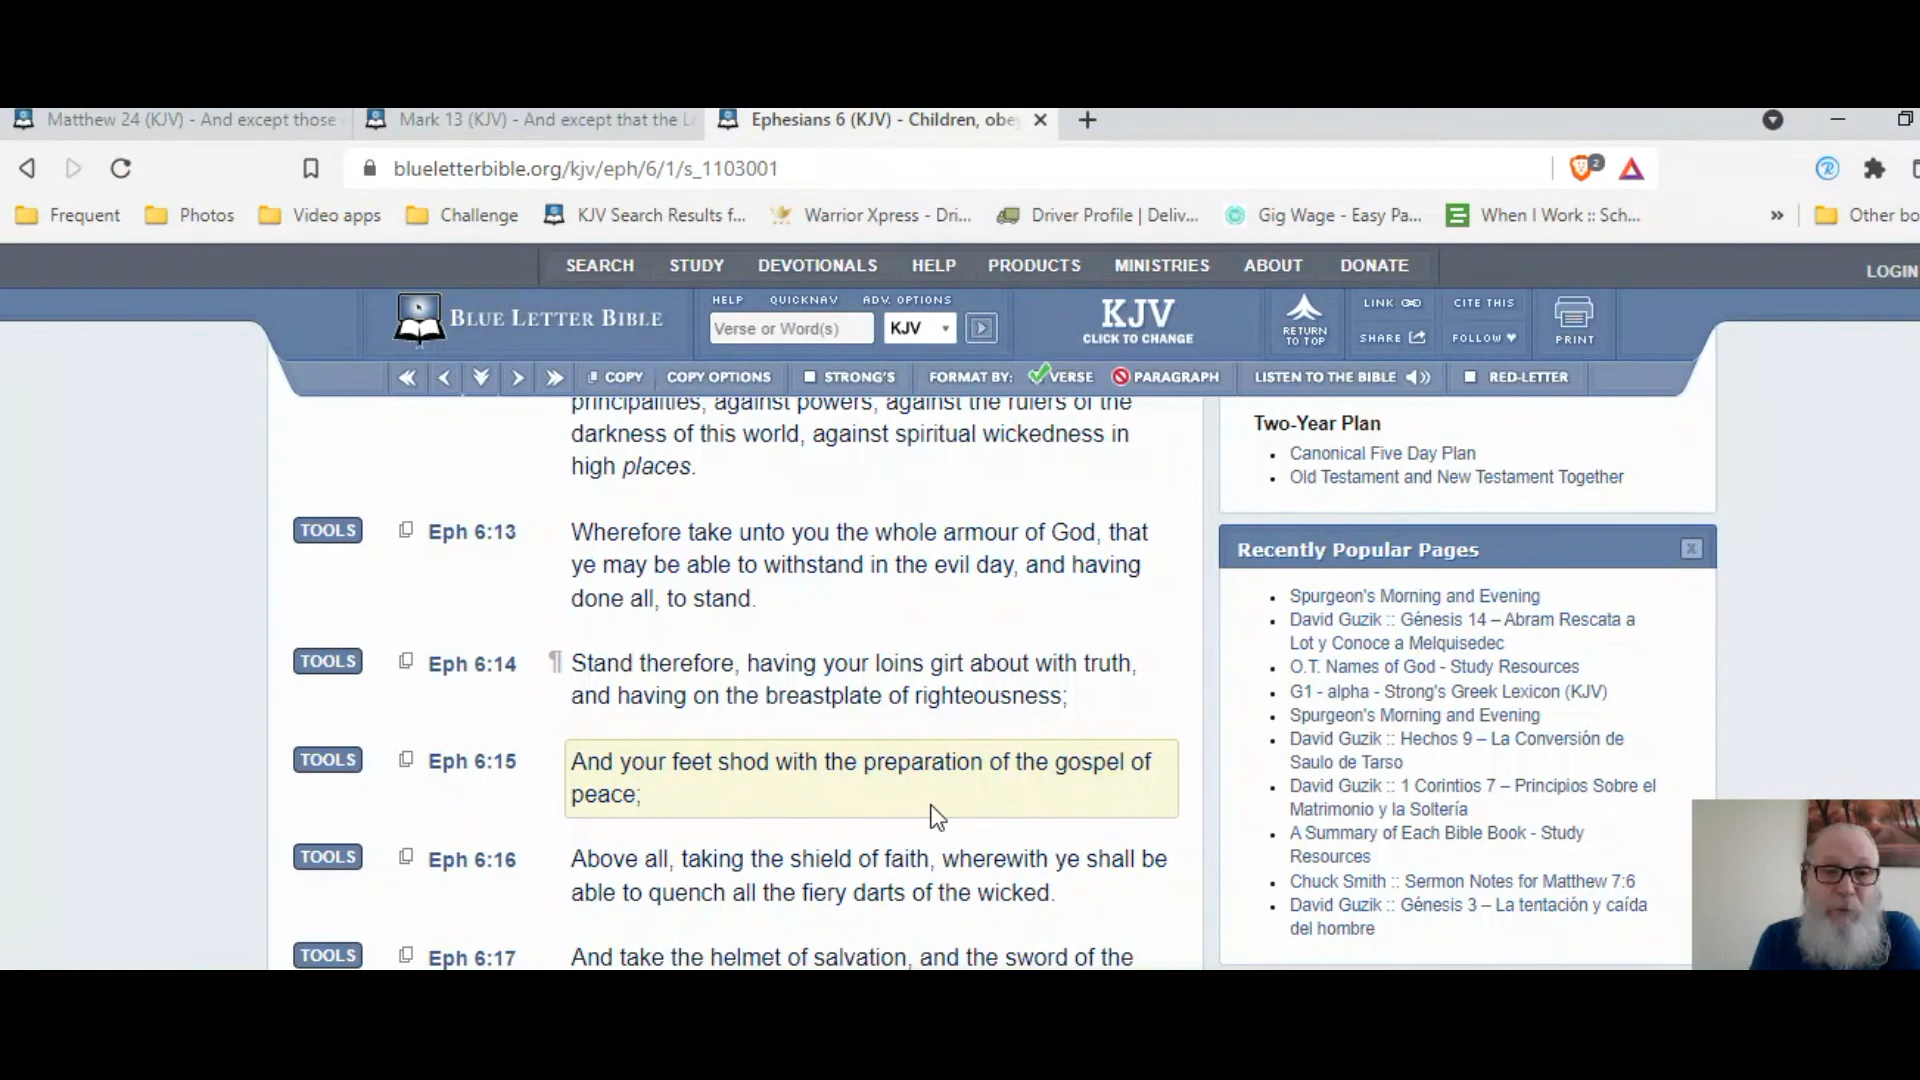 Matthew 24 (KJV) - And except those
Mark 13 (KJV) - And except that the L
Ephesians 6 (KJV) - Children, obe
blueletterbible.org/kjv/eph/6/1/s_1103001
2
Frequent
Photos
Video apps
Challenge
KJV Search Results f...
Warrior Xpress - Dri...
Driver Profile | Deliv...
Gig Wage - Easy Pa...
When I Work :: Sch...
»
Other bo
SEARCH STUDY DEVOTIONALS HELP PRODUCTS MINISTRIES ABOUT DONATE
LOGIN
BLUE LETTER BIBLE
HELP QUICKNAV ADV. OPTIONS
Verse or Word(s)
KJV
KJV
CLICK TO CHANGE
RETURN
TO TOP
LINK
SHARE
CITE THIS
FOLLOW
PRINT
COPY
COPY OPTIONS
STRONG'S
FORMAT BY:
VERSE
PARAGRAPH
LISTEN TO THE BIBLE
RED-LETTER
principalities, against powers, against the rulers of the
darkness of this world, against spiritual wickedness in
high places.
TOOLS
Eph 6:13
Wherefore take unto you the whole armour of God, that
ye may be able to withstand in the evil day, and having
done all, to stand.
TOOLS
Eph 6:14
¶ Stand therefore, having your loins girt about with truth,
and having on the breastplate of righteousness;
TOOLS
Eph 6:15
And your feet shod with the preparation of the gospel of
peace;
TOOLS
Eph 6:16
Above all, taking the shield of faith, wherewith ye shall be
able to quench all the fiery darts of the wicked.
TOOLS
Eph 6:17
And take the helmet of salvation, and the sword of the
Two-Year Plan
Canonical Five Day Plan
Old Testament and New Testament Together
Recently Popular Pages
x
Spurgeon's Morning and Evening
David Guzik :: Génesis 14 – Abram Rescata a
Lot y Conoce a Melquisedec
O.T. Names of God - Study Resources
G1 - alpha - Strong's Greek Lexicon (KJV)
Spurgeon's Morning and Evening
David Guzik :: Hechos 9 – La Conversión de
Saulo de Tarso
David Guzik :: 1 Corintios 7 – Principios Sobre el
Matrimonio y la Soltería
A Summary of Each Bible Book - Study
Resources
Chuck Smith :: Sermon Notes for Matthew 7:6
David Guzik :: Génesis 3 – La tentación y caída
del hombre